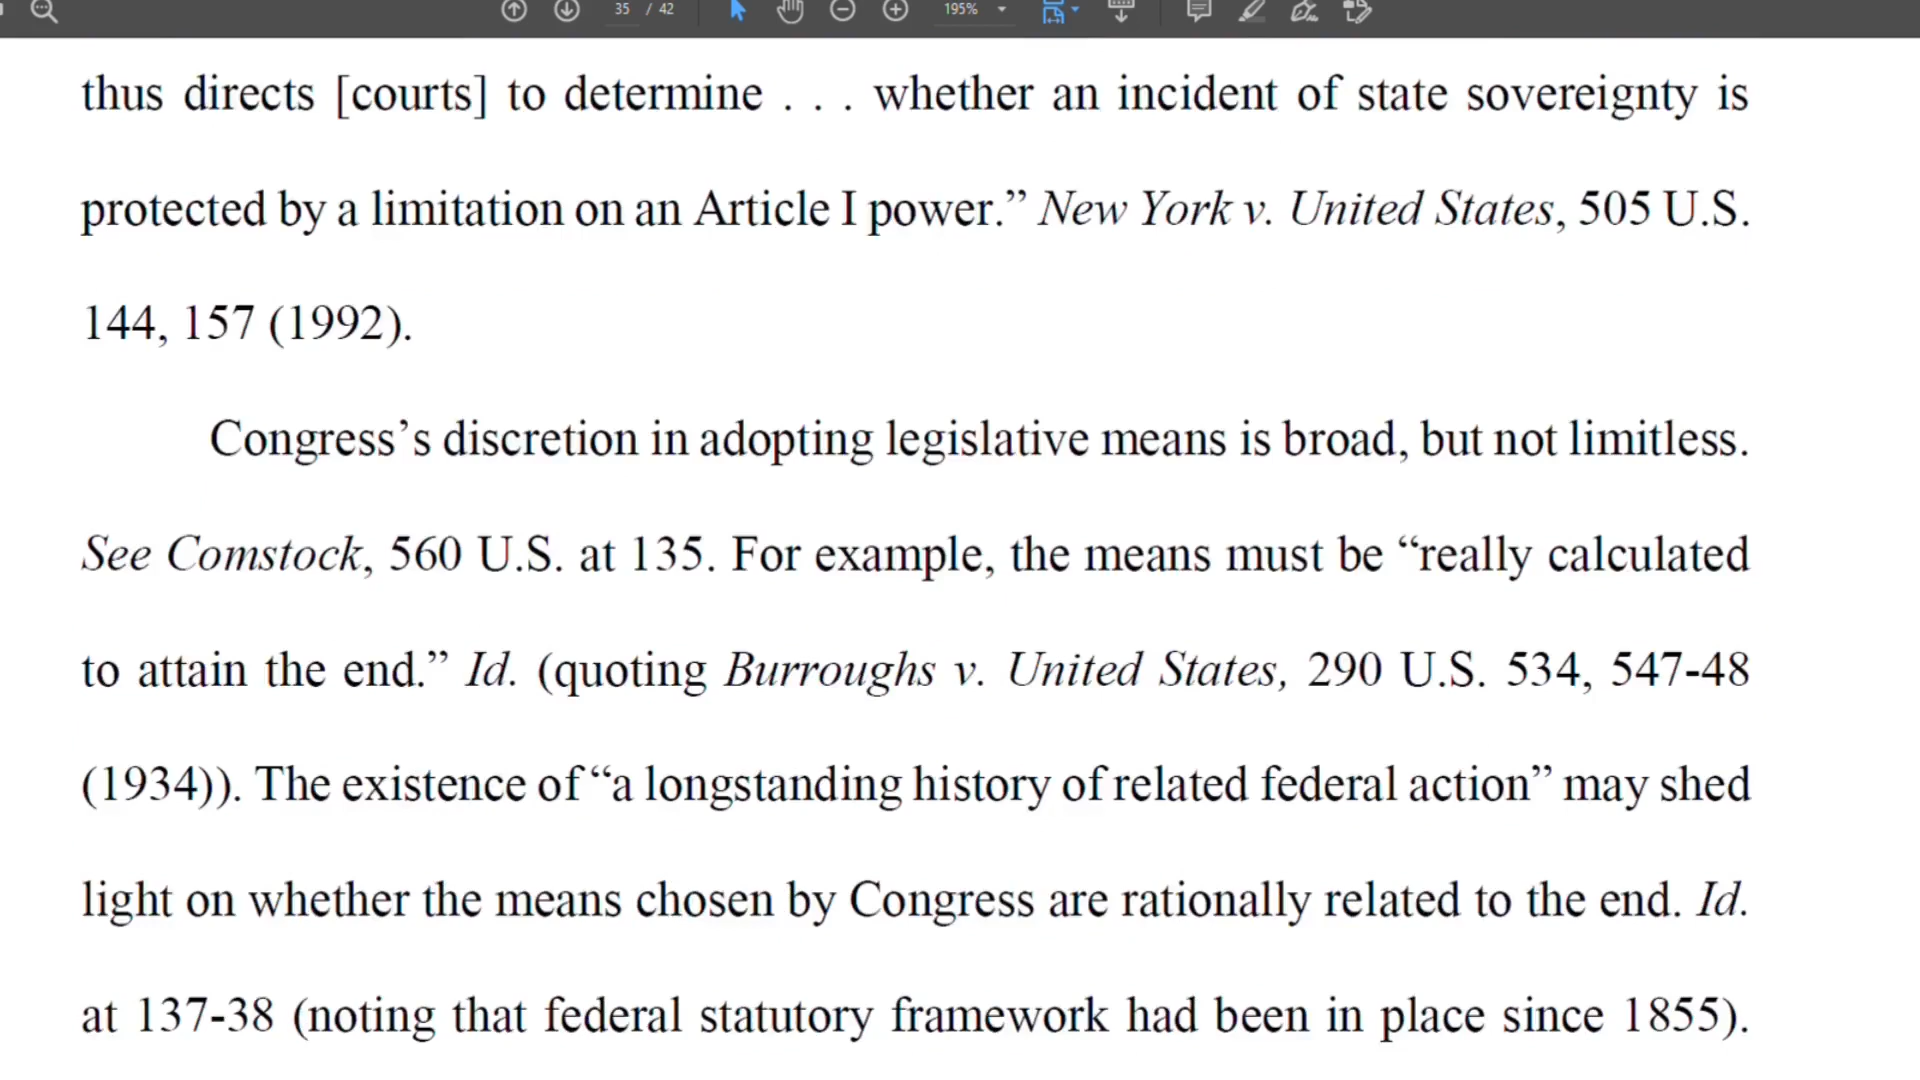 35 / 42 195%
thus directs [courts] to determine . . . whether an incident of state sovereignty is
protected by a limitation on an Article I power.” New York v. United States, 505 U.S.
144, 157 (1992).
Congress’s discretion in adopting legislative means is broad, but not limitless.
See Comstock, 560 U.S. at 135. For example, the means must be “really calculated
to attain the end.” Id. (quoting Burroughs v. United States, 290 U.S. 534, 547-48
(1934)). The existence of “a longstanding history of related federal action” may shed
light on whether the means chosen by Congress are rationally related to the end. Id.
at 137-38 (noting that federal statutory framework had been in place since 1855).